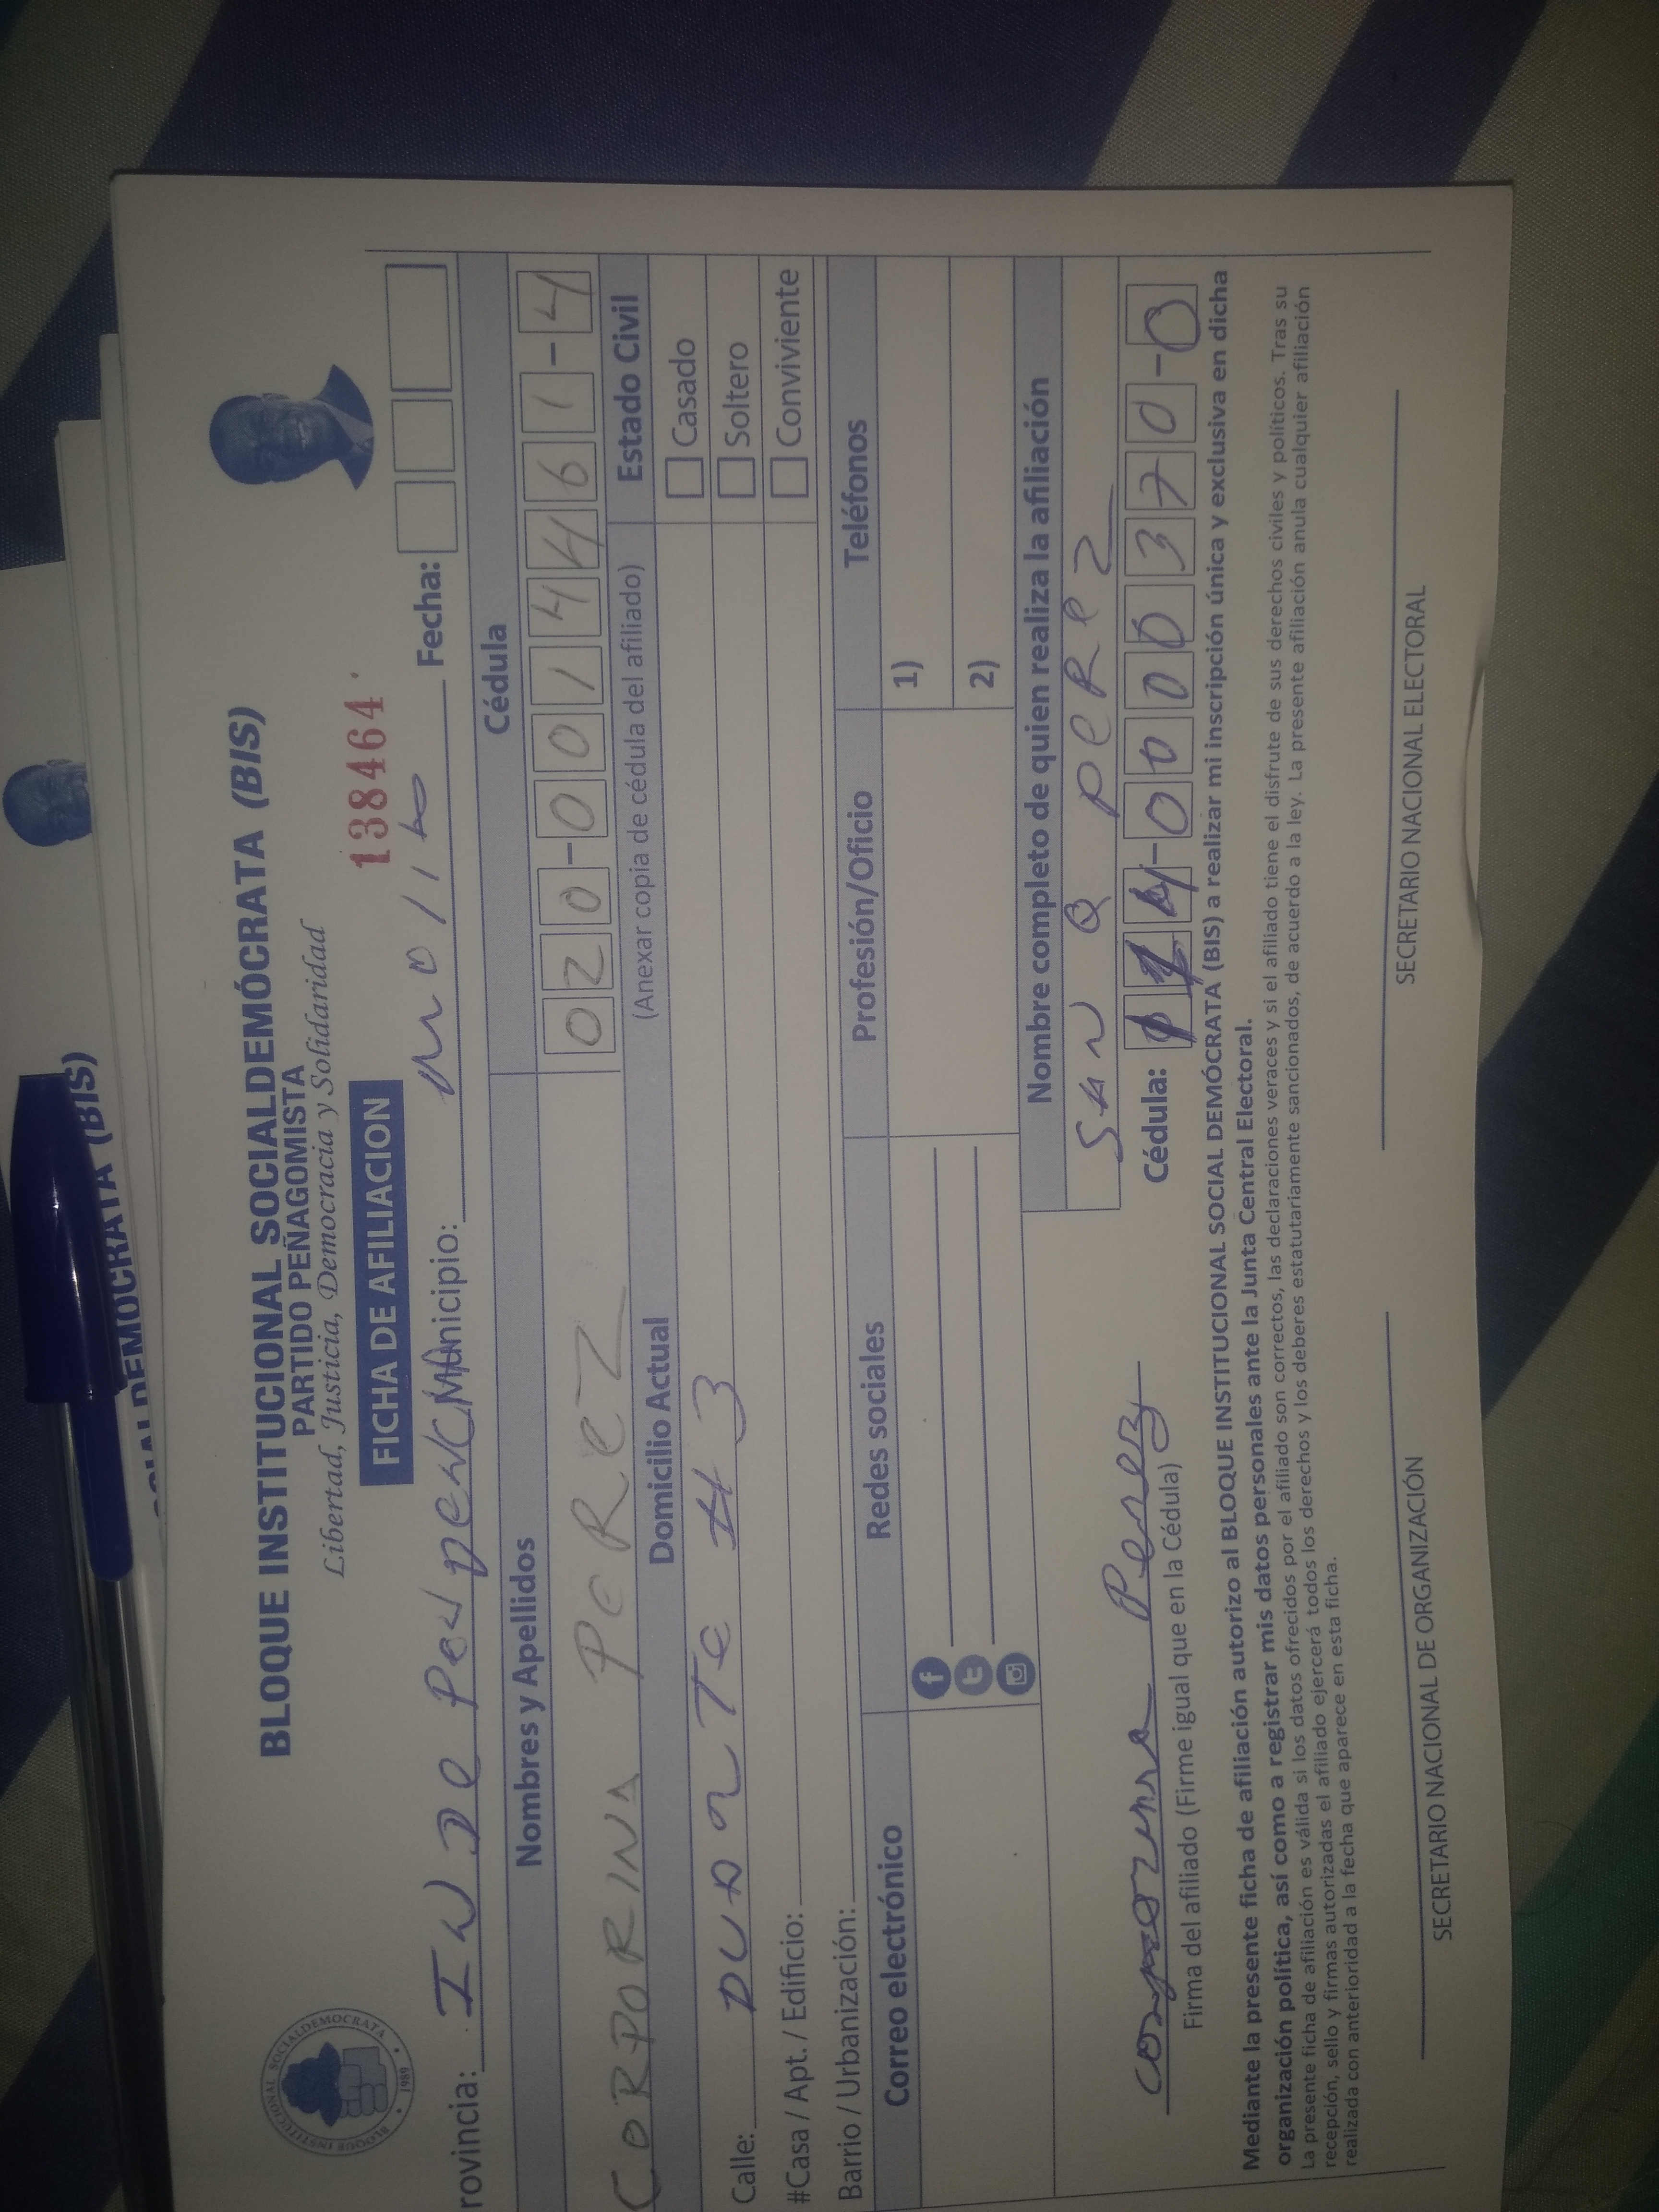 BLOQUE INSTITUCIONAL SOCIALDEMÓCRATA (BIS)
PARTIDO PEÑAGOMISTA
Libertad, Justicia, Democracia y Solidaridad
FICHA DE AFILIACION
138464
rovincia: Municipio: Fecha:
Nombres y Apellidos
Cédula
CORPORINA PeReZ
020-0014461-4
Domicilio Actual
(Anexar copia de cédula del afiliado)
Estado Civil
Calle: DUARTe #3
Casado
#Casa / Apt. / Edificio:
Soltero
Barrio / Urbanización:
Conviviente
Correo electrónico
Redes sociales
Profesión/Oficio
Teléfonos
1)
2)
Nombre completo de quien realiza la afiliación
PeReZ
Corporina Perez
Firma del afiliado (Firme igual que en la Cédula)
Cédula: -0000370-0
Mediante la presente ficha de afiliación autorizo al BLOQUE INSTITUCIONAL SOCIAL DEMÓCRATA (BIS) a realizar mi inscripción única y exclusiva en dicha
organización política, así como a registrar mis datos personales ante la Junta Central Electoral.
La presente ficha de afiliación es válida si los datos ofrecidos por el afiliado son correctos, las declaraciones veraces y si el afiliado tiene el disfrute de sus derechos civiles y políticos. Tras su
recepción, sello y firmas autorizadas el afiliado ejercerá todos los derechos y los deberes estatutariamente sancionados, de acuerdo a la ley. La presente afiliación anula cualquier afiliación
realizada con anterioridad a la fecha que aparece en esta ficha.
SECRETARIO NACIONAL DE ORGANIZACIÓN
SECRETARIO NACIONAL ELECTORAL
BLOQUE INSTITUCIONAL SOCIALDEMOCRATA
1989